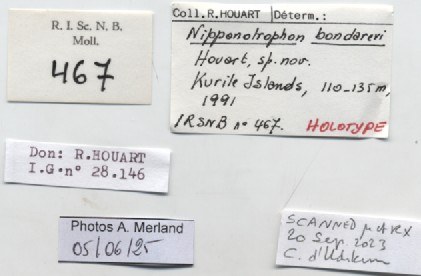 R. I. Sc. N. B.
Moll.
467
Coll.R.HOUART Déterm.:
Nipponotrophon bondarevi
Houart, sp. nov.
Kurile Islands, 110-135m,
1991
IRSNB n° 467. HOLOTYPE
Don: R.HOUART
I.G.n° 28.146
Photos A. Merland
05/06/25
SCANNED
20 Sep. 2023
C. d'Udekem